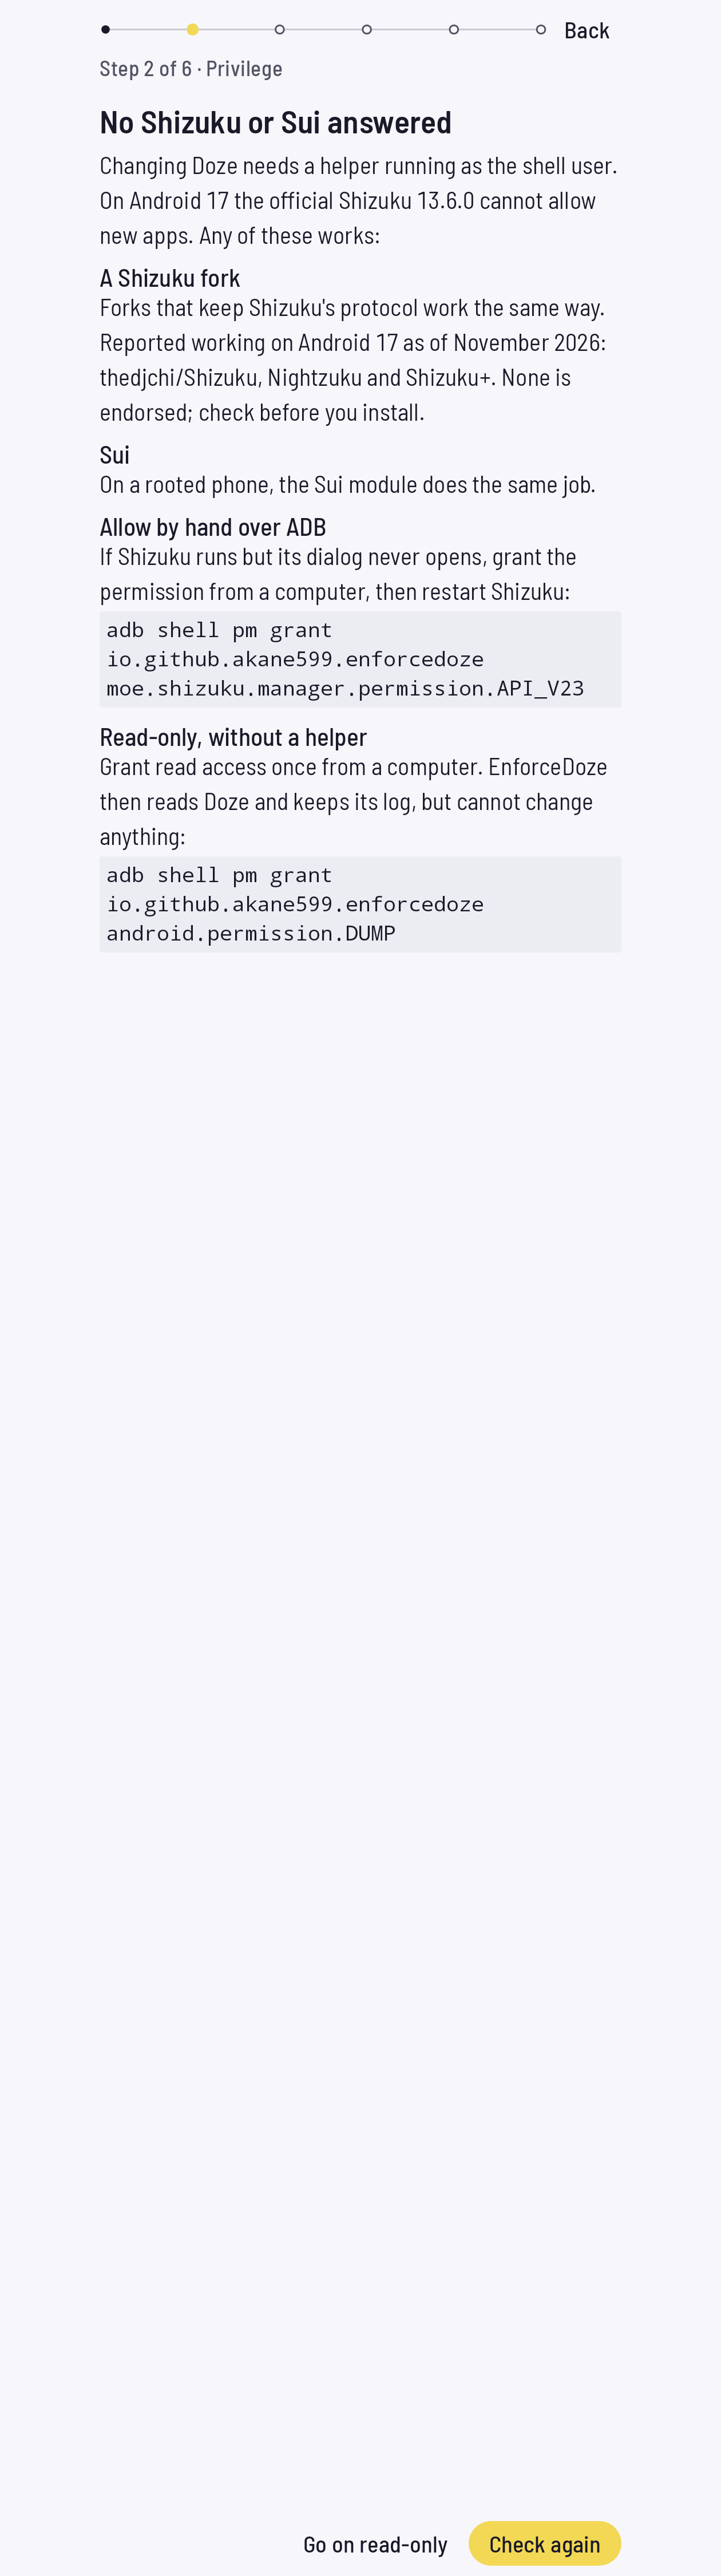 Back
Step 2 of 6 · Privilege
No Shizuku or Sui answered
Changing Doze needs a helper running as the shell user.
On Android 17 the official Shizuku 13.6.0 cannot allow
new apps. Any of these works:
A Shizuku fork
Forks that keep Shizuku's protocol work the same way.
Reported working on Android 17 as of November 2026:
thedjchi/Shizuku, Nightzuku and Shizuku+. None is
endorsed; check before you install.
Sui
On a rooted phone, the Sui module does the same job.
Allow by hand over ADB
If Shizuku runs but its dialog never opens, grant the
permission from a computer, then restart Shizuku:
adb shell pm grant
io.github.akane599.enforcedoze
moe.shizuku.manager.permission.API_V23
Read-only, without a helper
Grant read access once from a computer. EnforceDoze
then reads Doze and keeps its log, but cannot change
anything:
adb shell pm grant
io.github.akane599.enforcedoze
android.permission.DUMP
Go on read-only
Check again